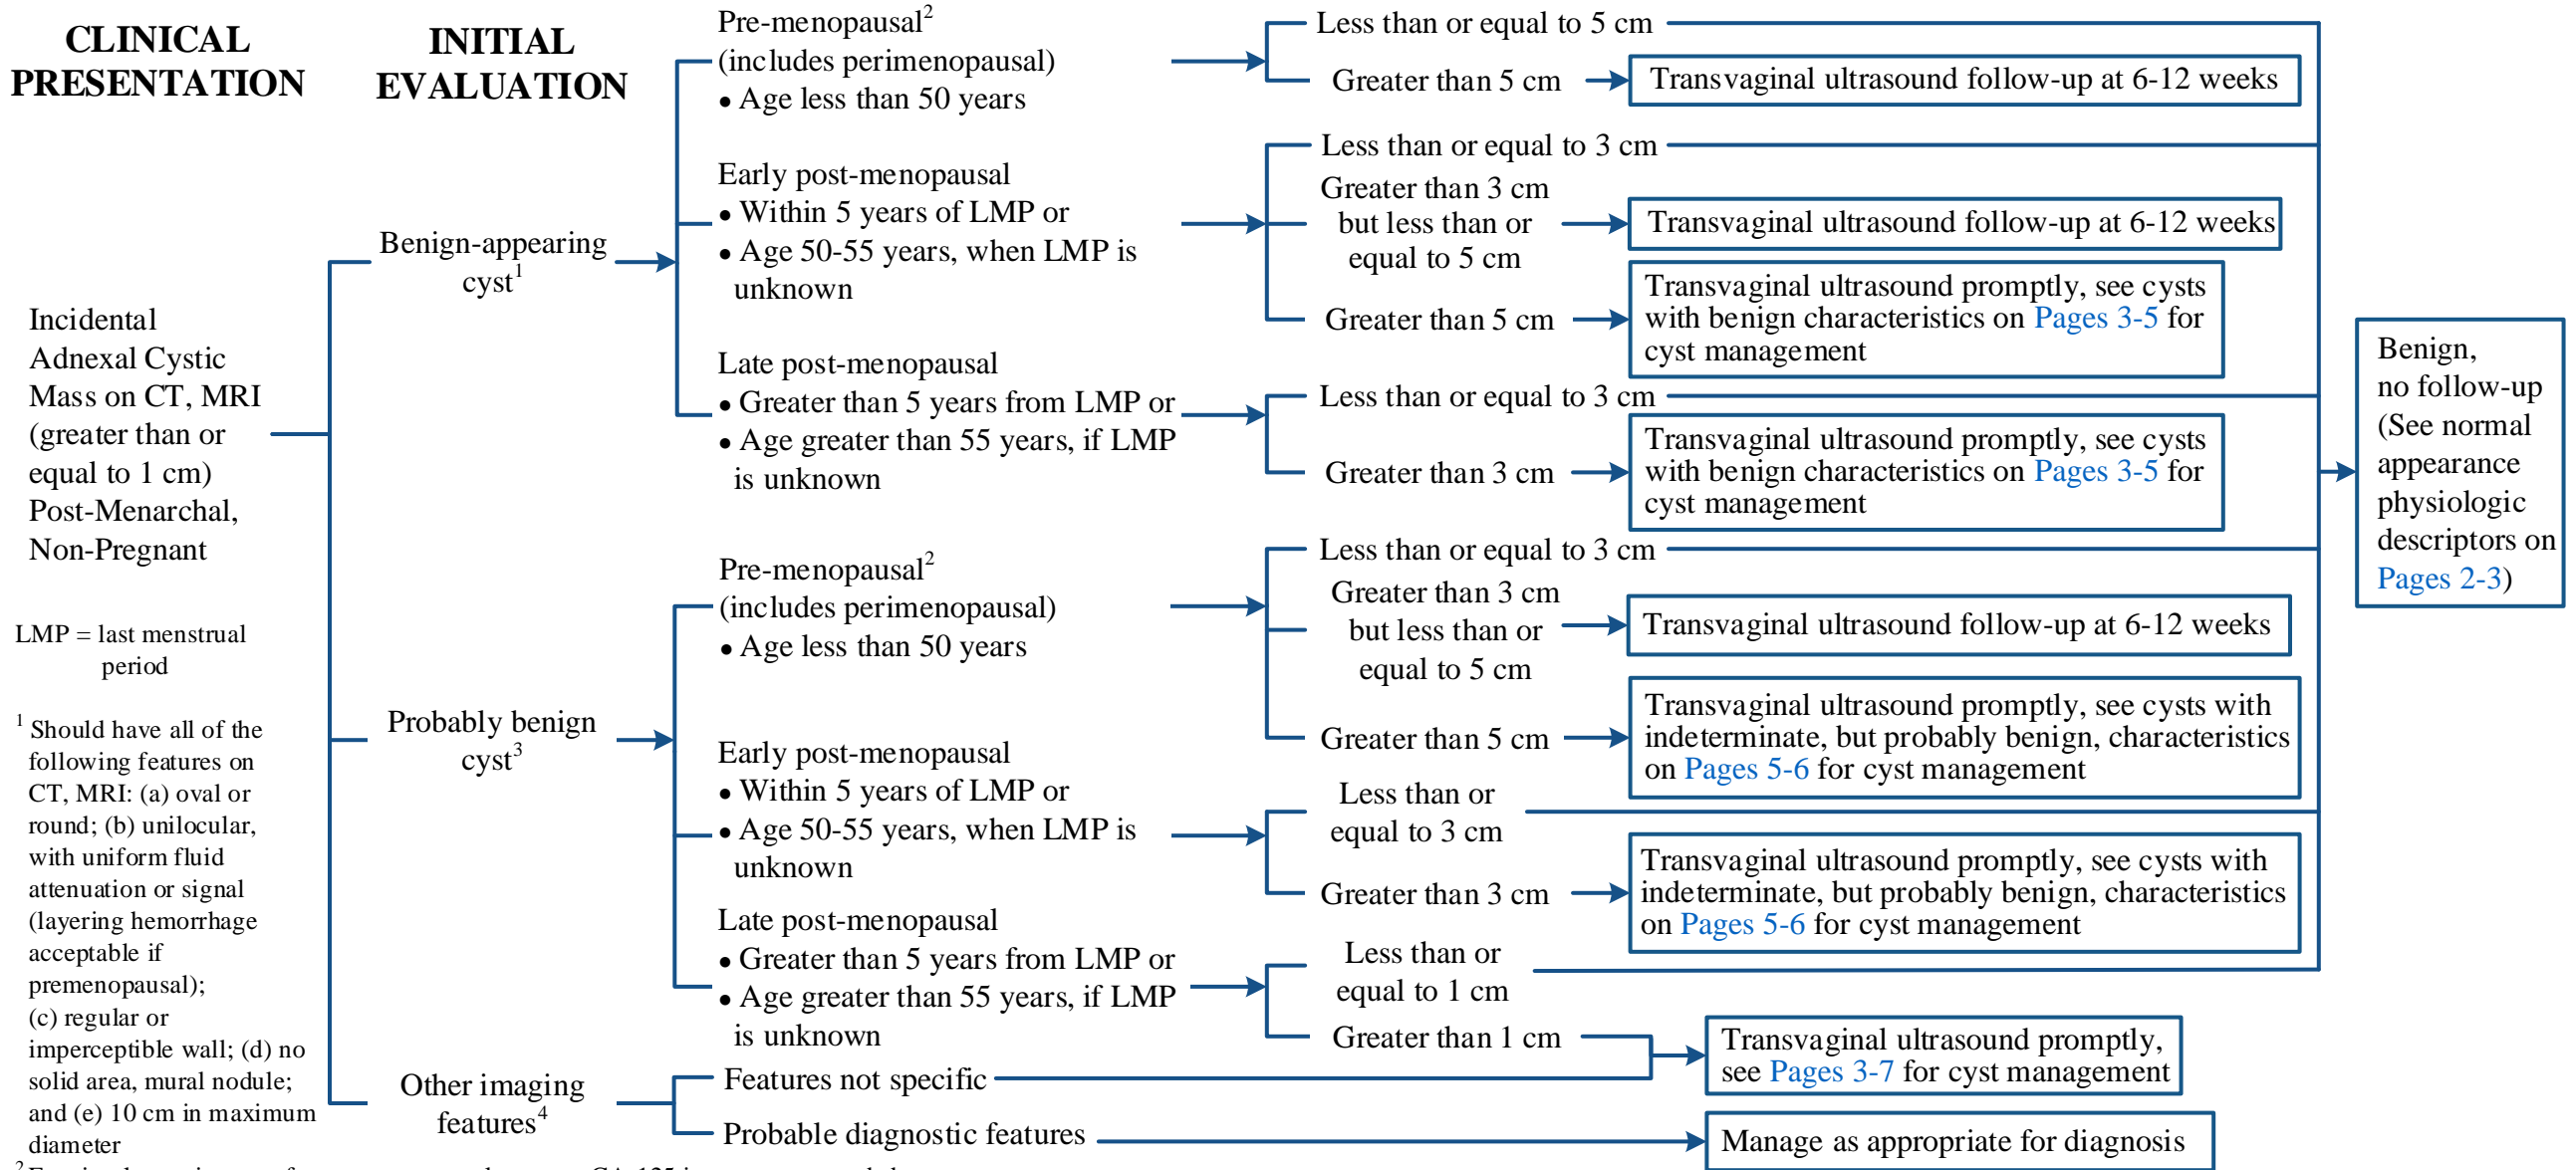 CLINICAL
PRESENTATION
INITIAL
EVALUATION
Incidental
Adnexal Cystic
Mass on CT, MRI
(greater than or
equal to 1 cm)
Post-Menarchal,
Non-Pregnant
LMP = last menstrual
period
1 Should have all of the
following features on
CT, MRI: (a) oval or
round; (b) unilocular,
with uniform fluid
attenuation or signal
(layering hemorrhage
acceptable if
premenopausal);
(c) regular or
imperceptible wall; (d) no
solid area, mural nodule;
and (e) 10 cm in maximum
diameter
Benign-appearing
cyst1
Pre-menopausal2
(includes perimenopausal)
• Age less than 50 years
Less than or equal to 5 cm
Greater than 5 cm
Transvaginal ultrasound follow-up at 6-12 weeks
Early post-menopausal
• Within 5 years of LMP or
• Age 50-55 years, when LMP is
unknown
Less than or equal to 3 cm
Greater than 3 cm
but less than or
equal to 5 cm
Transvaginal ultrasound follow-up at 6-12 weeks
Greater than 5 cm
Transvaginal ultrasound promptly, see cysts
with benign characteristics on Pages 3-5 for
cyst management
Late post-menopausal
• Greater than 5 years from LMP or
• Age greater than 55 years, if LMP
is unknown
Less than or equal to 3 cm
Greater than 3 cm
Transvaginal ultrasound promptly, see cysts
with benign characteristics on Pages 3-5 for
cyst management
Probably benign
cyst3
Pre-menopausal2
(includes perimenopausal)
• Age less than 50 years
Less than or equal to 3 cm
Greater than 3 cm
but less than or
equal to 5 cm
Transvaginal ultrasound follow-up at 6-12 weeks
Greater than 5 cm
Transvaginal ultrasound promptly, see cysts with
indeterminate, but probably benign, characteristics
on Pages 5-6 for cyst management
Early post-menopausal
• Within 5 years of LMP or
• Age 50-55 years, when LMP is
unknown
Less than or
equal to 3 cm
Greater than 3 cm
Transvaginal ultrasound promptly, see cysts with
indeterminate, but probably benign, characteristics
on Pages 5-6 for cyst management
Late post-menopausal
• Greater than 5 years from LMP or
• Age greater than 55 years, if LMP
is unknown
Less than or
equal to 1 cm
Greater than 1 cm
Other imaging
features4
Features not specific
Transvaginal ultrasound promptly,
see Pages 3-7 for cyst management
Probable diagnostic features
Manage as appropriate for diagnosis
Benign,
no follow-up
(See normal
appearance
physiologic
descriptors on
Pages 2-3)